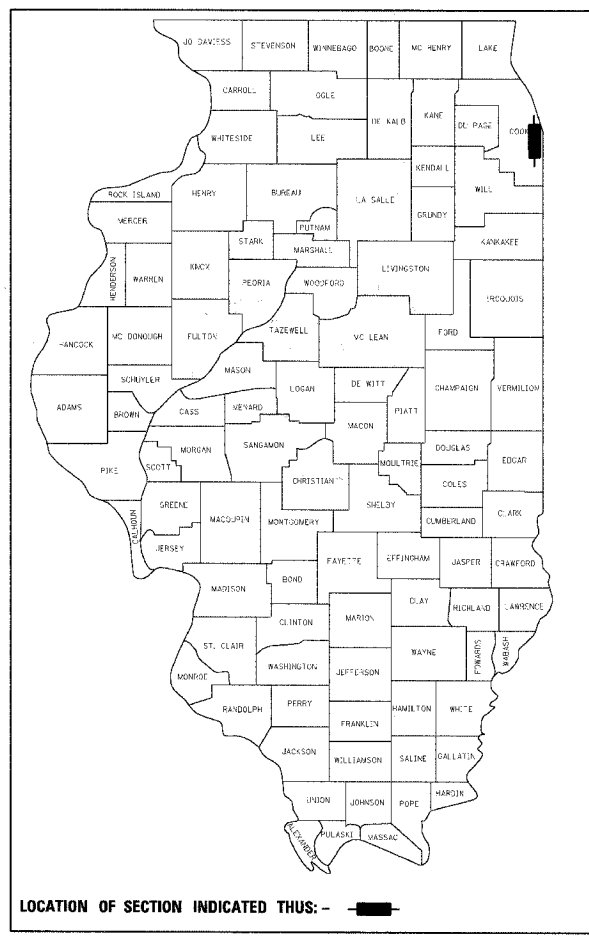 JO DAVIESS STEVENSON WINNEBAGO BOONE MC HENRY LAKE
CARROLL OGLE DE KALB KANE DU PAGE COOK
WHITESIDE LEE
KENDALL WILL
ROCK ISLAND HENRY BUREAU LA SALLE GRUNDY
MERCER PUTNAM
STARK MARSHALL KANKAKEE
HENDERSON WARREN KNOX PEORIA WOODFORD LIVINGSTON IROQUOIS
HANCOCK MC DONOUGH FULTON TAZEWELL MC LEAN FORD
MASON
SCHUYLER LOGAN DE WITT CHAMPAIGN VERMILION
ADAMS BROWN CASS MENARD MACON PIATT
MORGAN SANGAMON DOUGLAS EDGAR
PIKE SCOTT CHRISTIAN MOULTRIE COLES
GREENE MACOUPIN SHELBY CLARK
CALHOUN MONTGOMERY CUMBERLAND
JERSEY FAYETTE EFFINGHAM JASPER CRAWFORD
MADISON BOND
CLAY RICHLAND LAWRENCE
CLINTON MARION
ST. CLAIR WAYNE EDWARDS WABASH
MONROE WASHINGTON JEFFERSON
RANDOLPH PERRY HAMILTON WHITE
FRANKLIN
JACKSON WILLIAMSON SALINE GALLATIN
UNION JOHNSON POPE HARDIN
ALEXANDER PULASKI MASSAC
LOCATION OF SECTION INDICATED THUS: -